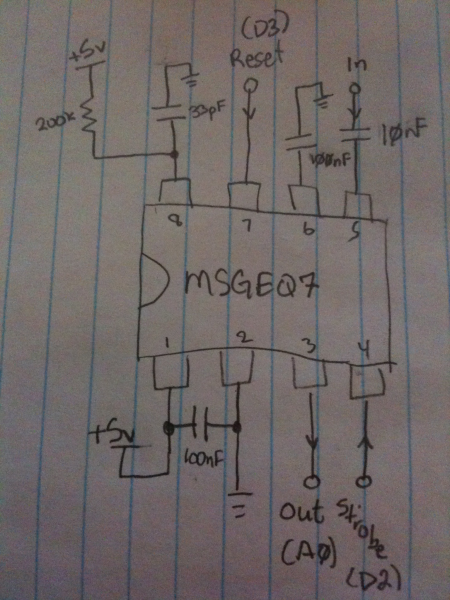 (D3)
+5v
Reset
In
200k
33pF
100nF
10nF
8
7
6
5
MSGEQ7
1
2
3
4
+5v
100nF
Out
Strobe
(A0)
(D2)